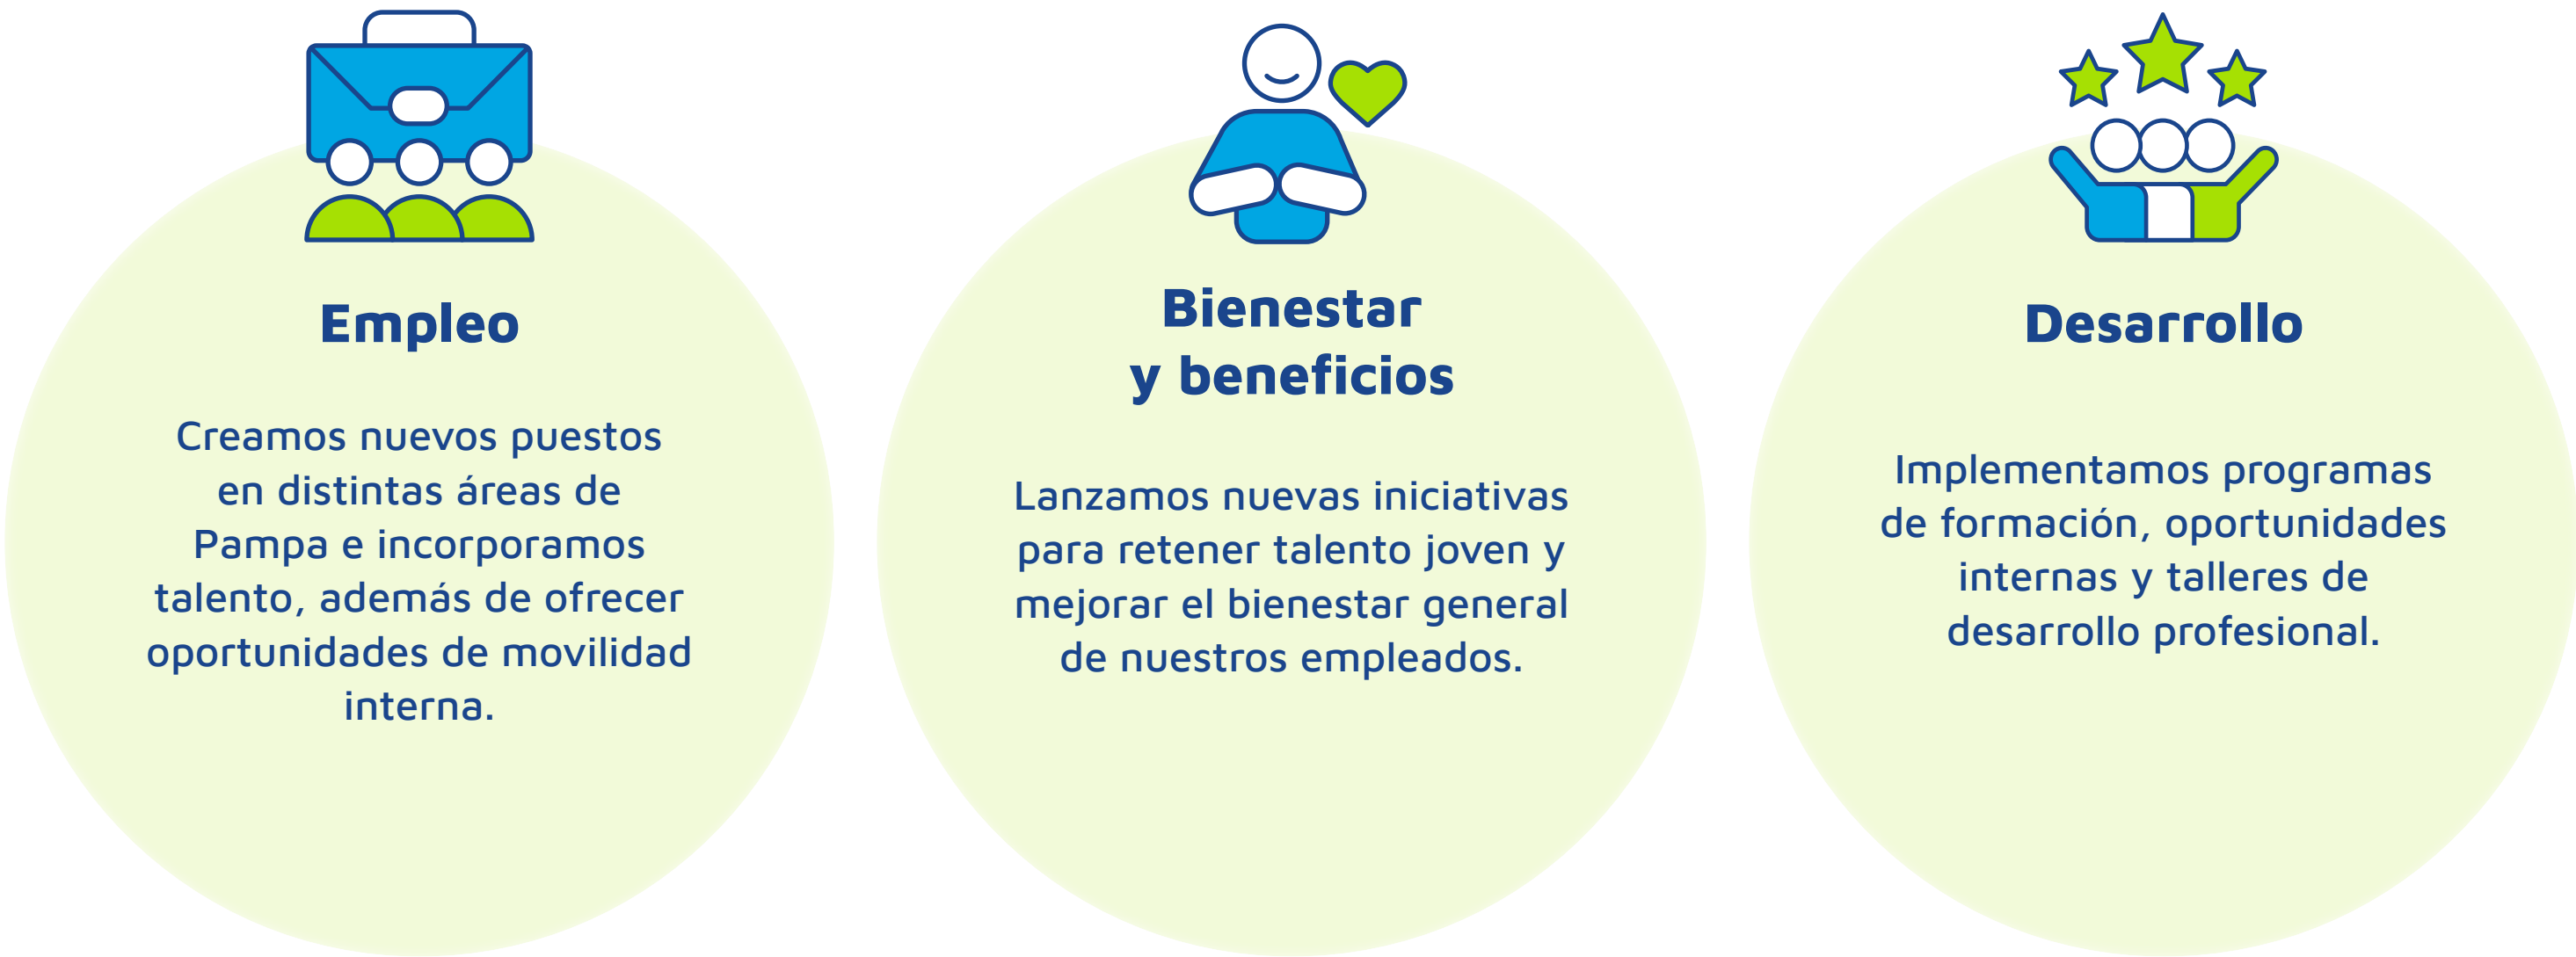 Empleo
Creamos nuevos puestos
en distintas áreas de
Pampa e incorporamos
talento, además de ofrecer
oportunidades de movilidad
interna.
Bienestar
y beneficios
Lanzamos nuevas iniciativas
para retener talento joven y
mejorar el bienestar general
de nuestros empleados.
Desarrollo
Implementamos programas
de formación, oportunidades
internas y talleres de
desarrollo profesional.